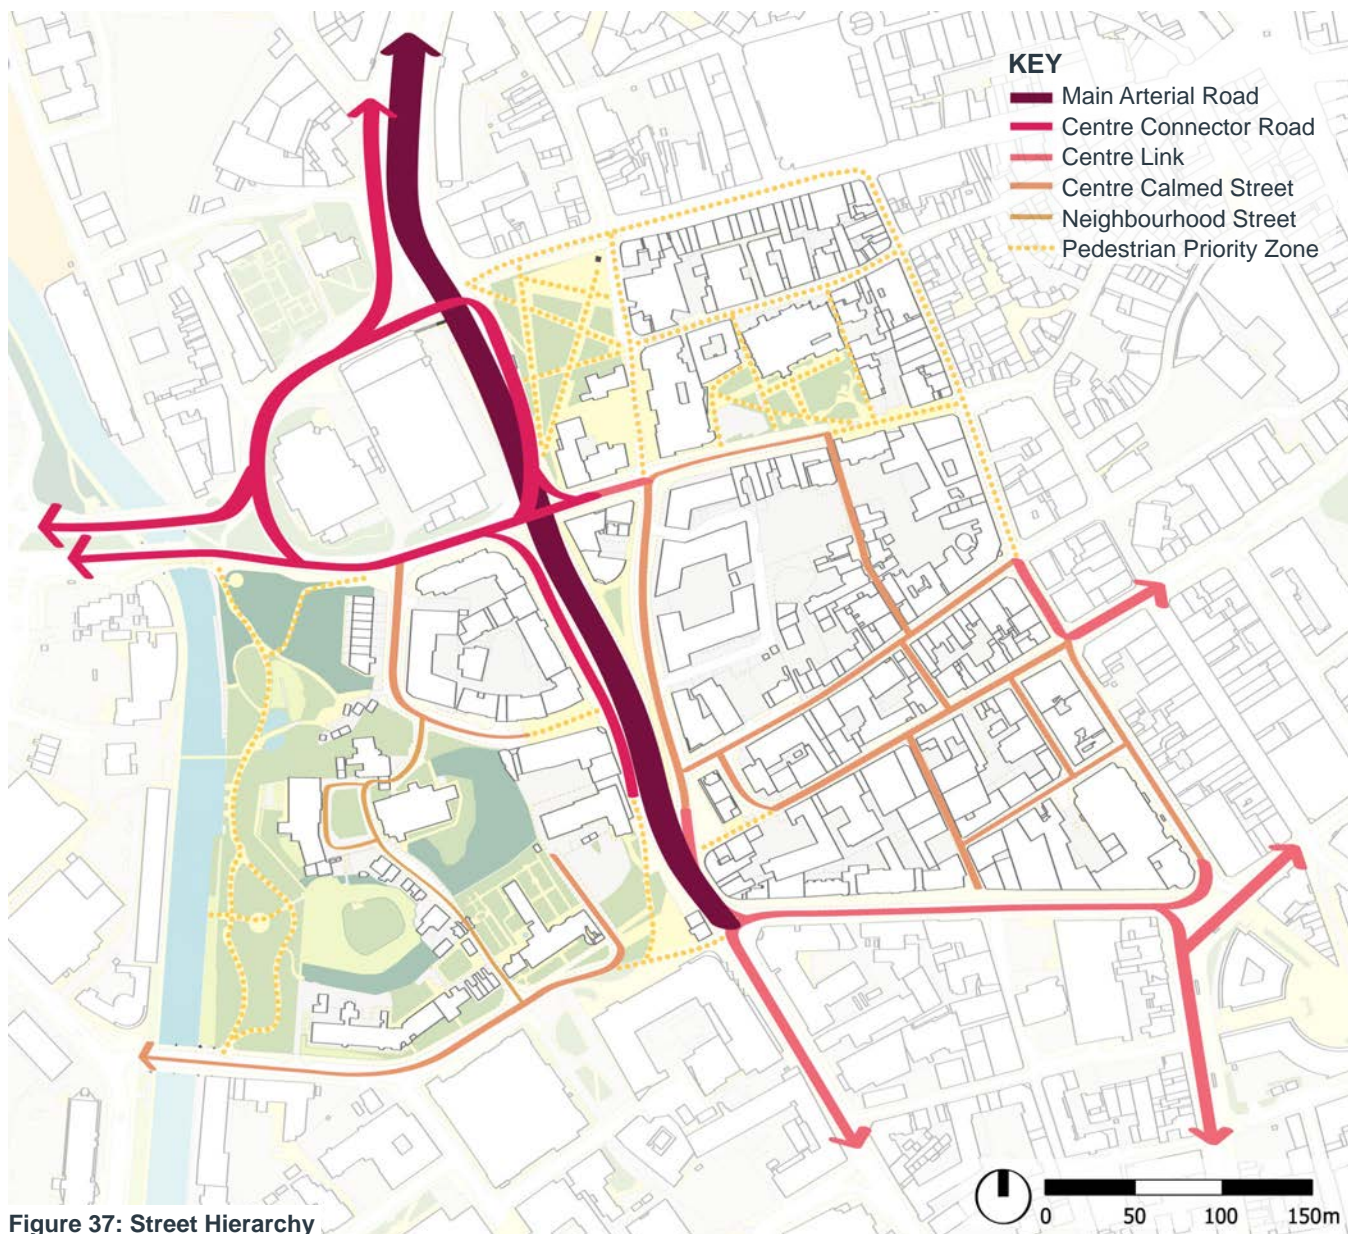 KEY
Main Arterial Road
Centre Connector Road
Centre Link
Centre Calmed Street
Neighbourhood Street
Pedestrian Priority Zone
0 50 100 150m
Figure 37: Street Hierarchy